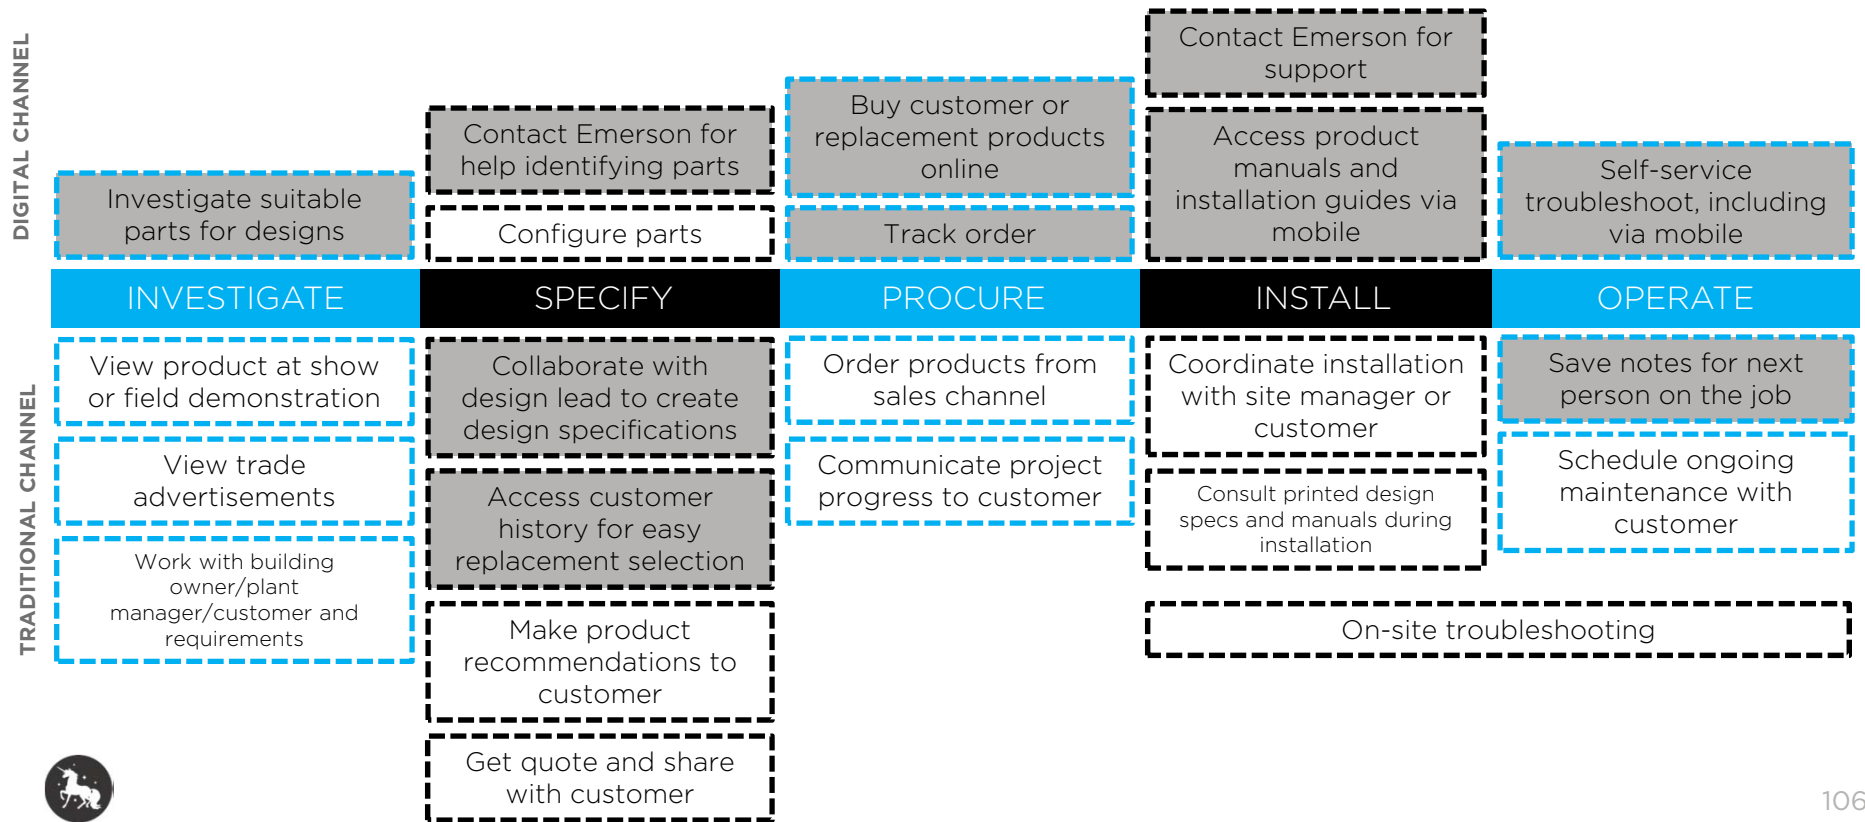 DIGITAL CHANNEL
Investigate suitable
parts for designs
Contact Emerson for
help identifying parts
Configure parts
Buy customer or
replacement products
online
Track order
Contact Emerson for
support
Access product
manuals and
installation guides via
mobile
Self-service
troubleshoot, including
via mobile
INVESTIGATE
SPECIFY
PROCURE
INSTALL
OPERATE
TRADITIONAL CHANNEL
View product at show
or field demonstration
View trade
advertisements
Work with building
owner/plant
manager/customer and
requirements
Collaborate with
design lead to create
design specifications
Access customer
history for easy
replacement selection
Make product
recommendations to
customer
Get quote and share
with customer
Order products from
sales channel
Communicate project
progress to customer
Coordinate installation
with site manager or
customer
Consult printed design
specs and manuals during
installation
Save notes for next
person on the job
Schedule ongoing
maintenance with
customer
On-site troubleshooting
106